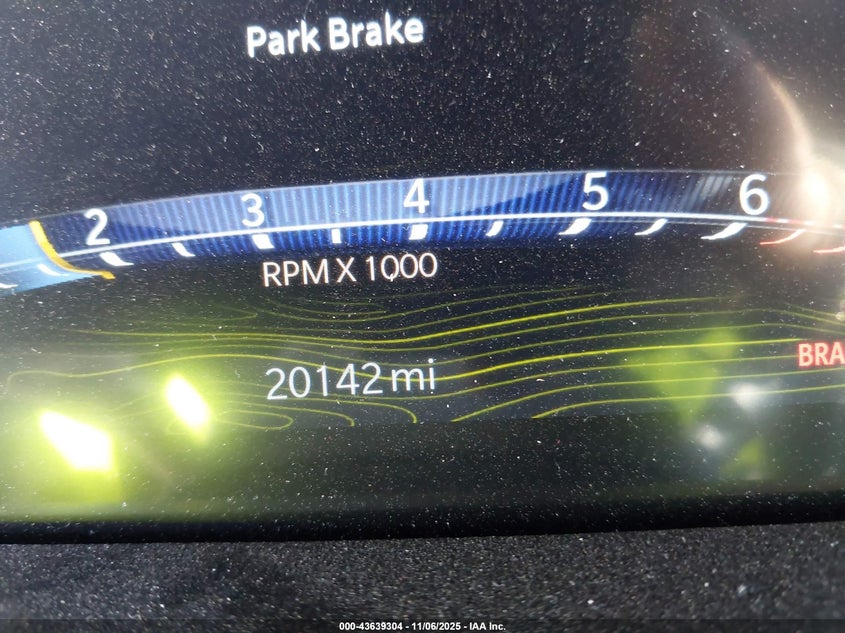 Park Brake
2 3 4 5 6
RPM X 1000
20142 mi
BRA
000-43639304 - 11/06/2025 - IAA Inc.